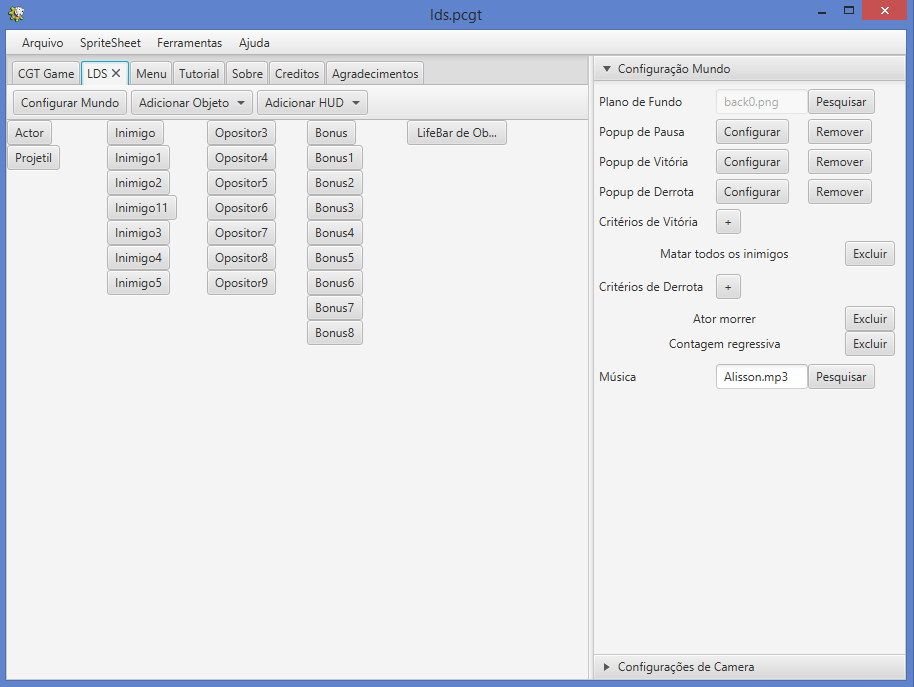 lds.pcgt
Arquivo SpriteSheet Ferramentas Ajuda
CGT Game LDS Menu Tutorial Sobre Creditos Agradecimentos
Configurar Mundo Adicionar Objeto Adicionar HUD
Actor Inimigo Opositor3 Bonus LifeBar de Ob...
Projetil Inimigo1 Opositor4 Bonus1
Inimigo2 Opositor5 Bonus2
Inimigo11 Opositor6 Bonus3
Inimigo3 Opositor7 Bonus4
Inimigo4 Opositor8 Bonus5
Inimigo5 Opositor9 Bonus6
Bonus7
Bonus8
Configuração Mundo
Plano de Fundo back0.png Pesquisar
Popup de Pausa Configurar Remover
Popup de Vitória Configurar Remover
Popup de Derrota Configurar Remover
Critérios de Vitória +
Matar todos os inimigos Excluir
Critérios de Derrota +
Ator morrer Excluir
Contagem regressiva Excluir
Música Alisson.mp3 Pesquisar
Configurações de Camera